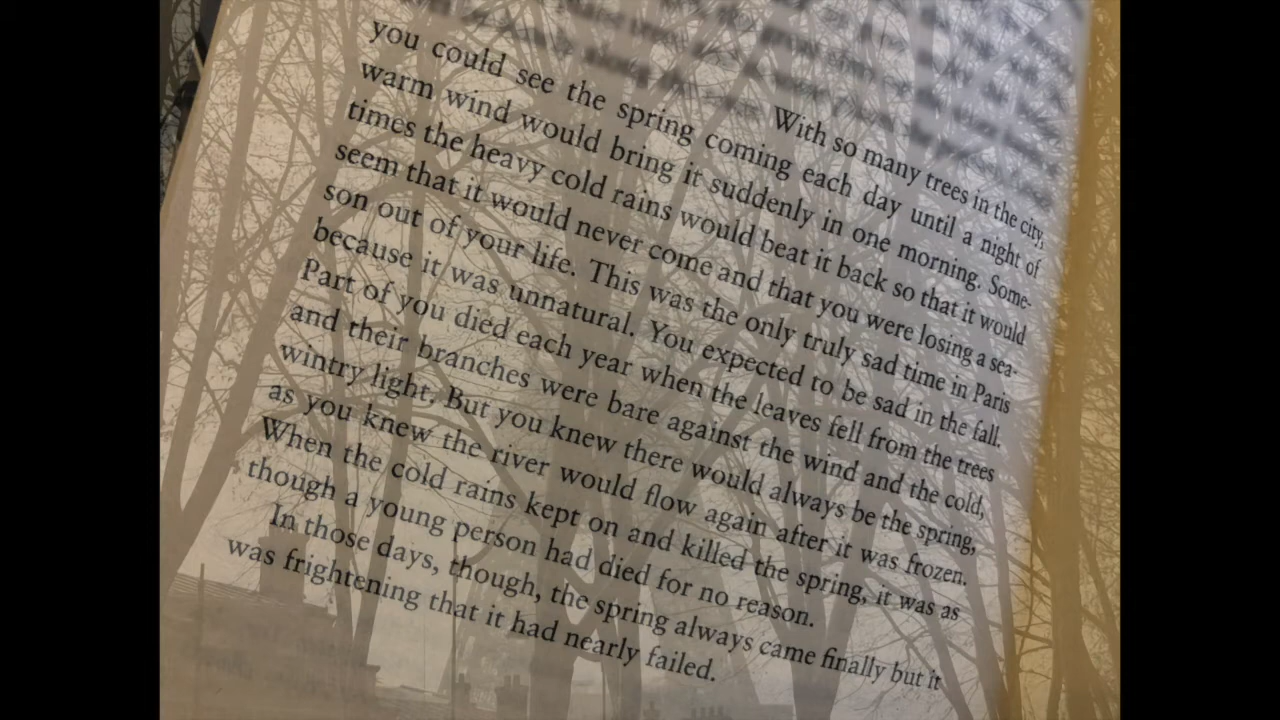 With so many trees in the city,
you could see the spring coming each day until a night of
warm wind would bring it suddenly in one morning. Some-
times the heavy cold rains would beat it back so that it would
seem that it would never come and that you were losing a sea-
son out of your life. This was the only truly sad time in Paris
because it was unnatural. You expected to be sad in the fall.
Part of you died each year when the leaves fell from the trees
and their branches were bare against the wind and the cold,
wintry light. But you knew there would always be the spring,
as you knew the river would flow again after it was frozen.
When the cold rains kept on and killed the spring, it was as
though a young person had died for no reason.
In those days, though, the spring always came finally but it
was frightening that it had nearly failed.